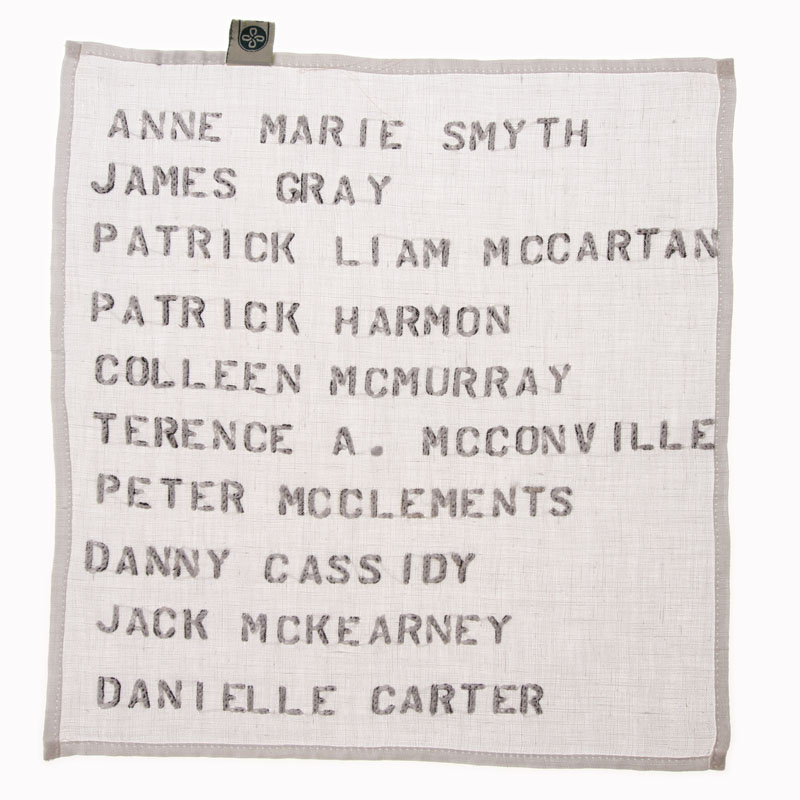 ANNE MARIE SMYTH
JAMES GRAY
PATRICK LIAM MCCARTAN
PATRICK HARMON
COLLEEN MCMURRAY
TERENCE A. MCCONVILLE
PETER MCCLEMENTS
DANNY CASSIDY
JACK MCKEARNEY
DANIELLE CARTER